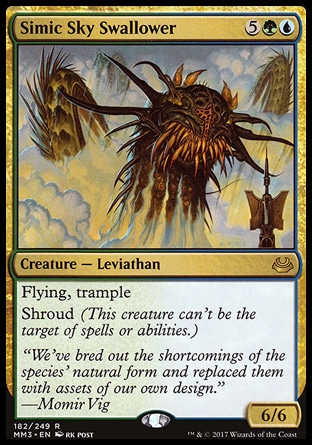 Simic Sky Swallower 5
Creature — Leviathan
Flying, trample
Shroud (This creature can't be the
target of spells or abilities.)
“We've bred out the shortcomings of
the species' natural form and replaced
them with assets of our own design.”
—Momir Vig
6/6
182/249 R
MM3 • EN RK POST
™ & © 2017 Wizards of the Coast